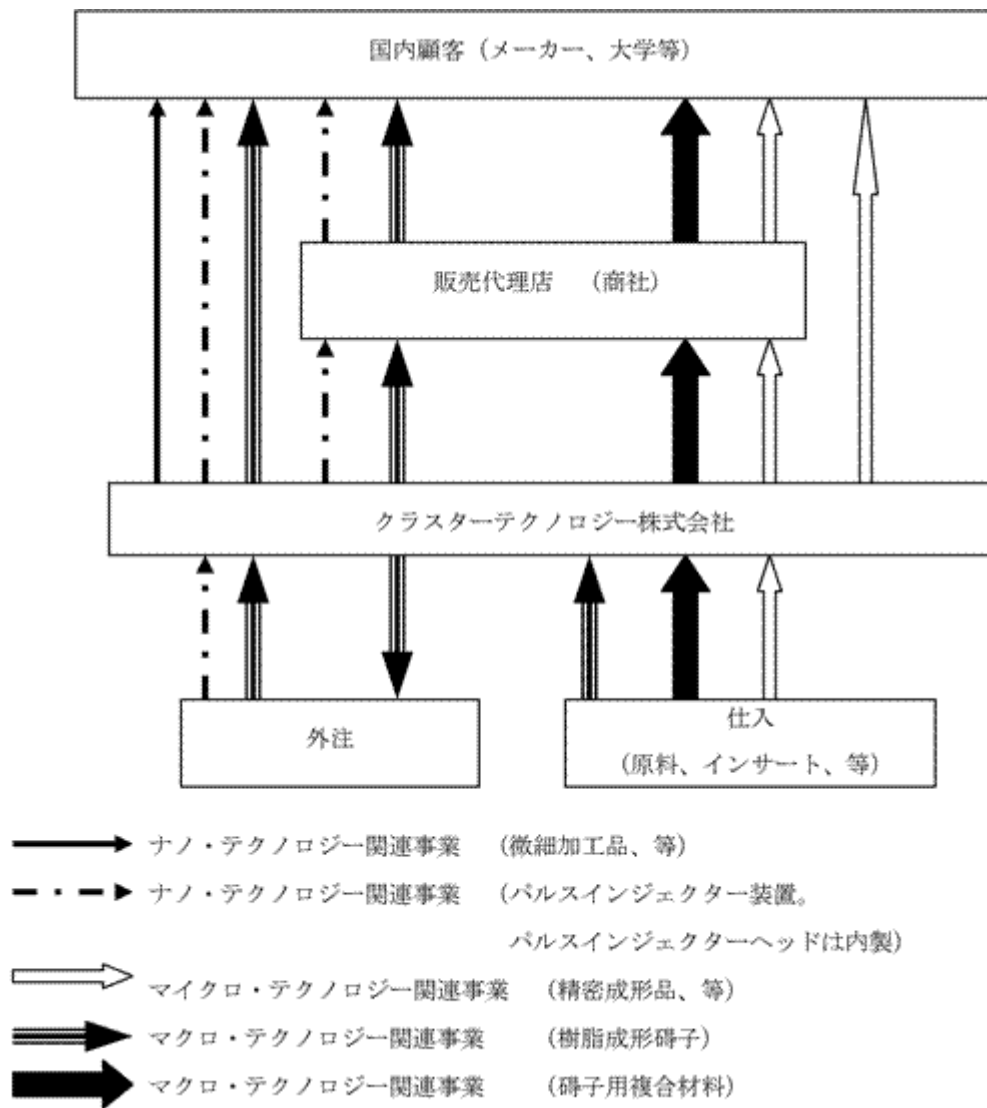 国内顧客（メーカー、大学等）
販売代理店　（商社）
クラスターテクノロジー株式会社
外注
仕入
（原料、インサート、等）
ナノ・テクノロジー関連事業　（微細加工品、等）
ナノ・テクノロジー関連事業　（パルスインジェクター装置。
パルスインジェクターヘッドは内製）
マイクロ・テクノロジー関連事業　（精密成形品、等）
マクロ・テクノロジー関連事業　（樹脂成形碍子）
マクロ・テクノロジー関連事業　（碍子用複合材料）